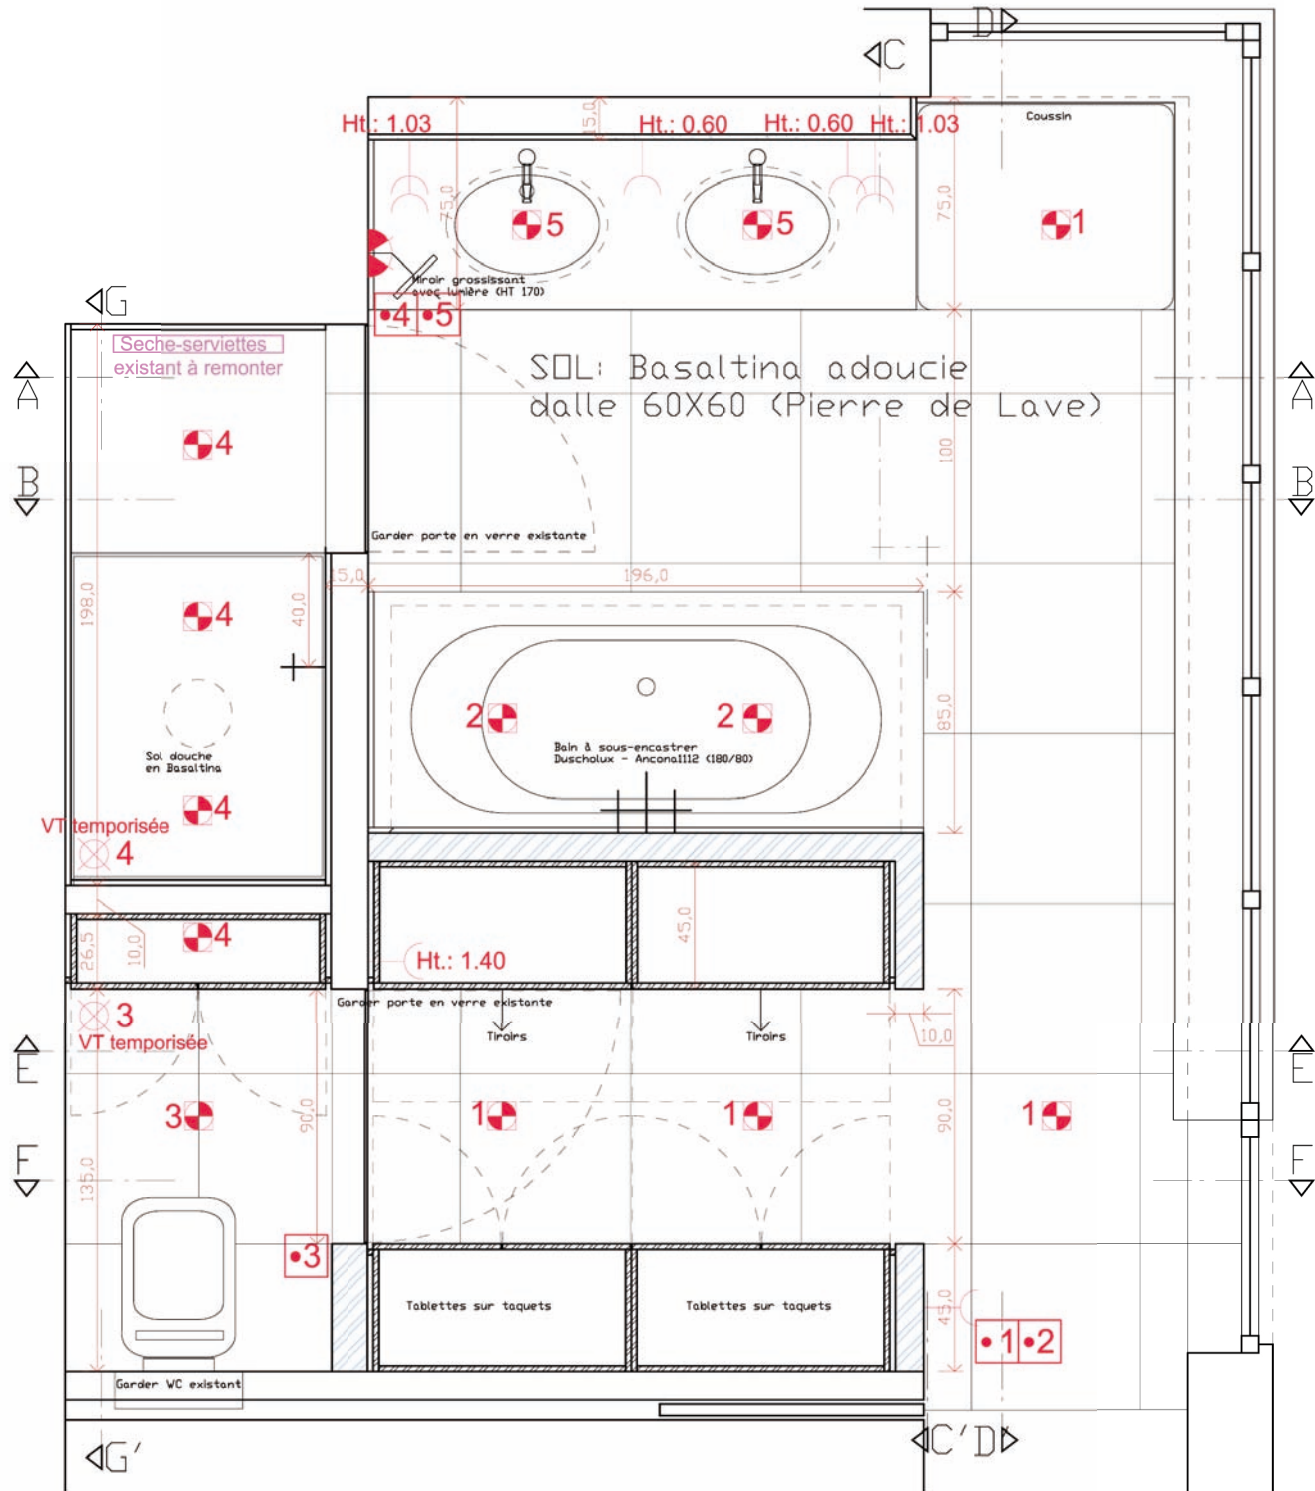 D
C
Coussin
Ht.: 1.03
15,0
Ht.: 0.60
Ht.: 0.60
Ht.: 1.03
75,0
75,0
5
5
1
Miroir grossissant
avec lumière (HT 170)
4
5
G
Seche-serviettes
existant à remonter
SOL: Basaltina adoucie
dalle 60X60 (Pierre de Lave)
A
A
4
100
B
B
Garder porte en verre existante
15,0
196,0
198,0
40,0
4
2
2
85,0
Bain à sous-encastrer
Duscholux - Ancona1112 (180/80)
Sol douche
en Basaltina
4
VT temporisée
4
4
26,5
10,0
45,0
Ht.: 1.40
Garder porte en verre existante
3
VT temporisée
Tiroirs
Tiroirs
10,0
E
E
3
90,0
1
1
90,0
1
F
F
135,0
3
Tablettes sur taquets
Tablettes sur taquets
45,0
1
2
Garder WC existant
G'
C'
D'